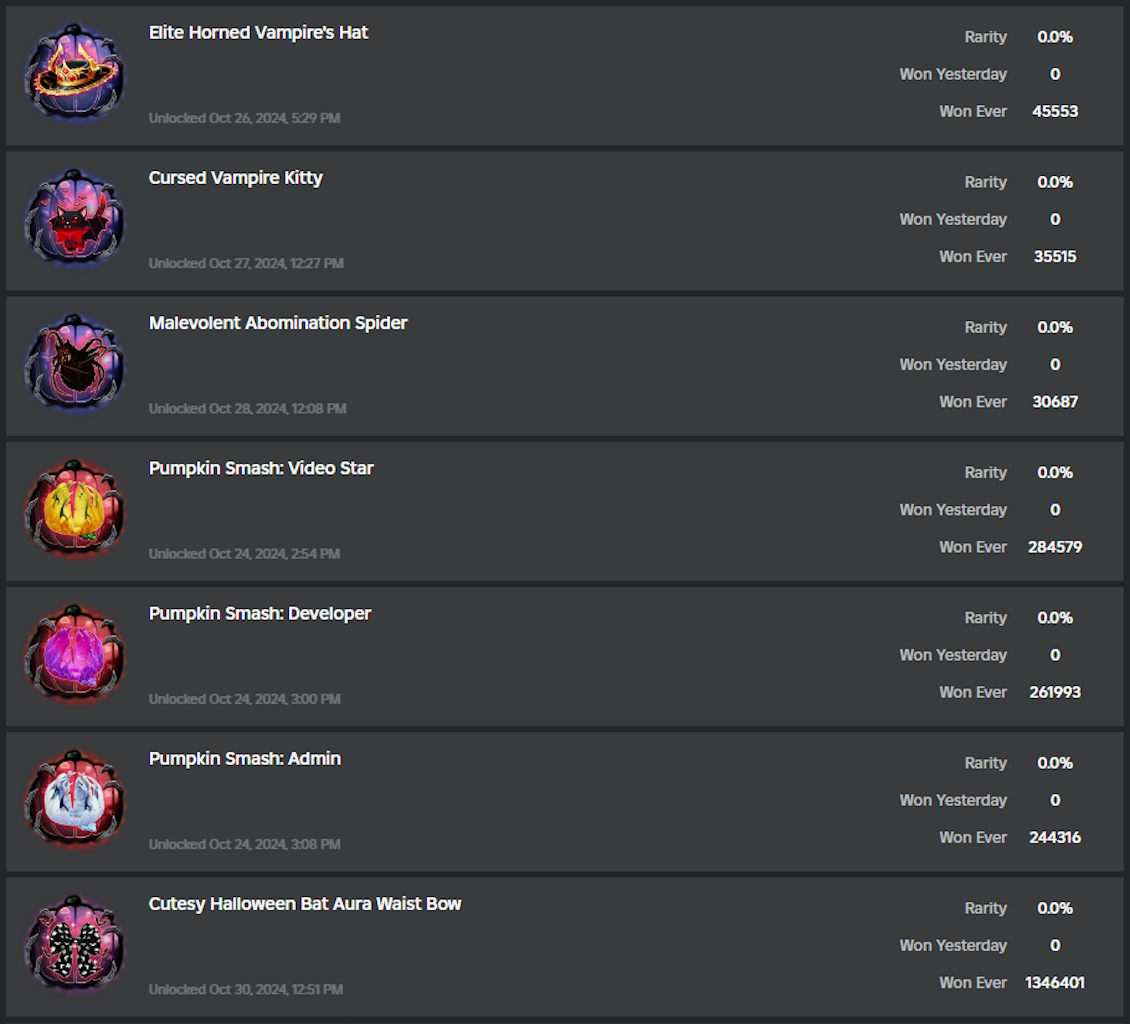 Elite Horned Vampire's Hat
Rarity 0.0%
Won Yesterday 0
Won Ever 45553
Unlocked Oct 26, 2024, 5:29 PM
Cursed Vampire Kitty
Rarity 0.0%
Won Yesterday 0
Won Ever 35515
Unlocked Oct 27, 2024, 12:27 PM
Malevolent Abomination Spider
Rarity 0.0%
Won Yesterday 0
Won Ever 30687
Unlocked Oct 28, 2024, 12:08 PM
Pumpkin Smash: Video Star
Rarity 0.0%
Won Yesterday 0
Won Ever 284579
Unlocked Oct 24, 2024, 2:54 PM
Pumpkin Smash: Developer
Rarity 0.0%
Won Yesterday 0
Won Ever 261993
Unlocked Oct 24, 2024, 3:00 PM
Pumpkin Smash: Admin
Rarity 0.0%
Won Yesterday 0
Won Ever 244316
Unlocked Oct 24, 2024, 3:08 PM
Cutesy Halloween Bat Aura Waist Bow
Rarity 0.0%
Won Yesterday 0
Won Ever 1346401
Unlocked Oct 30, 2024, 12:51 PM